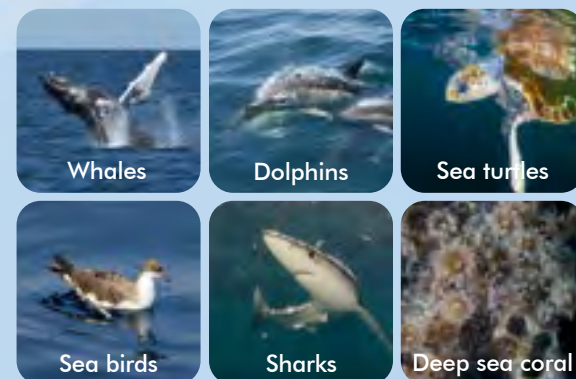 Whales
Dolphins
Sea turtles
Sea birds
Sharks
Deep sea coral